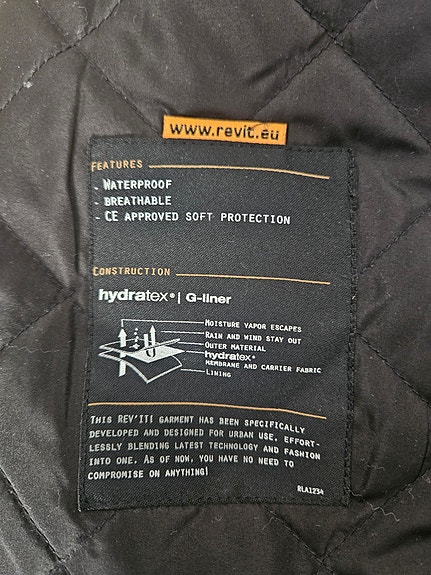 www.revit.eu
FEATURES
- WATERPROOF
- BREATHABLE
- CE APPROVED SOFT PROTECTION
CONSTRUCTION
hydratex® | G-liner
MOISTURE VAPOR ESCAPES
RAIN AND WIND STAY OUT
OUTER MATERIAL
hydratex®
MEMBRANE AND CARRIER FABRIC
LINING
THIS REV'IT! GARMENT HAS BEEN SPECIFICALLY
DEVELOPED AND DESIGNED FOR URBAN USE, EFFORT-
LESSLY BLENDING LATEST TECHNOLOGY AND FASHION
INTO ONE. AS OF NOW, YOU HAVE NO NEED TO
COMPROMISE ON ANYTHING!
RLA1234